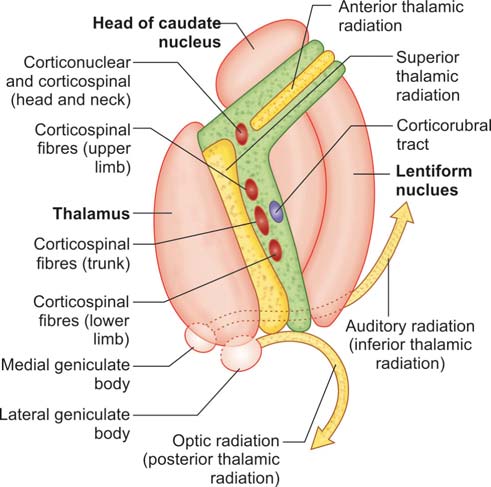 Head of caudate
nucleus
Anterior thalamic
radiation
Corticonuclear
and corticospinal
(head and neck)
Superior
thalamic
radiation
Corticospinal
fibres (upper
limb)
Corticorubral
tract
Lentiform
nuclues
Thalamus
Corticospinal
fibres (trunk)
Corticospinal
fibres (lower
limb)
Auditory radiation
(inferior thalamic
radiation)
Medial geniculate
body
Lateral geniculate
body
Optic radiation
(posterior thalamic
radiation)